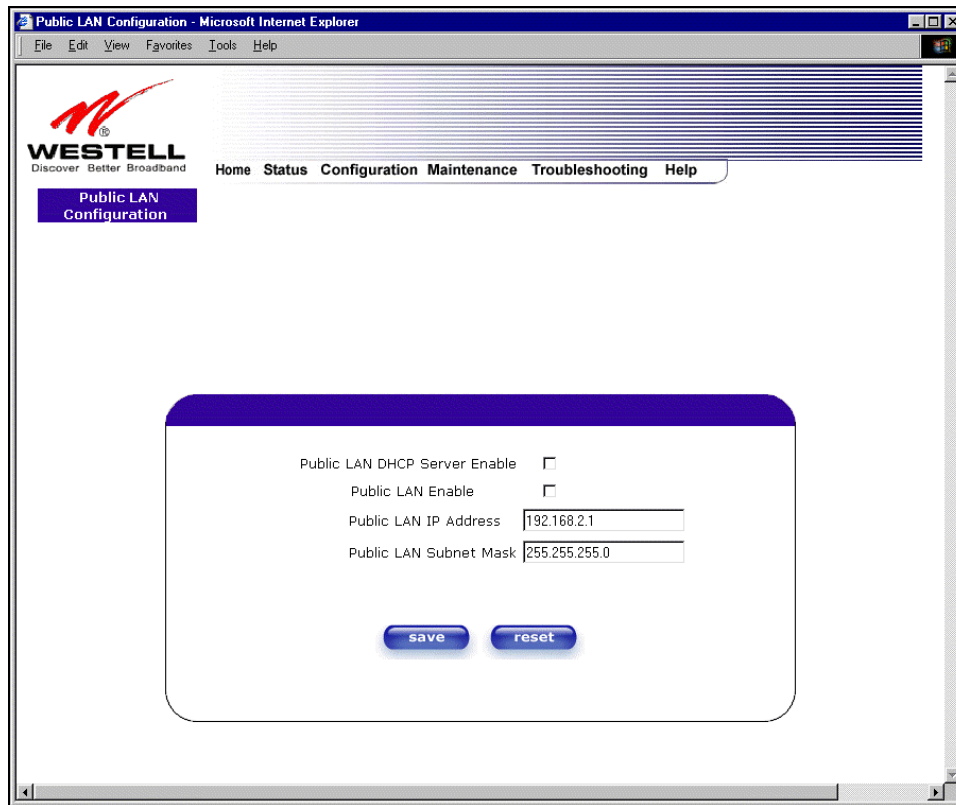 Public LAN Configuration - Microsoft Internet Explorer
File Edit View Favorites Tools Help
®
WESTELL
Discover Better Broadband
Home Status Configuration Maintenance Troubleshooting Help
Public LAN
Configuration
Public LAN DHCP Server Enable
Public LAN Enable
Public LAN IP Address 192.168.2.1
Public LAN Subnet Mask 255.255.255.0
save reset